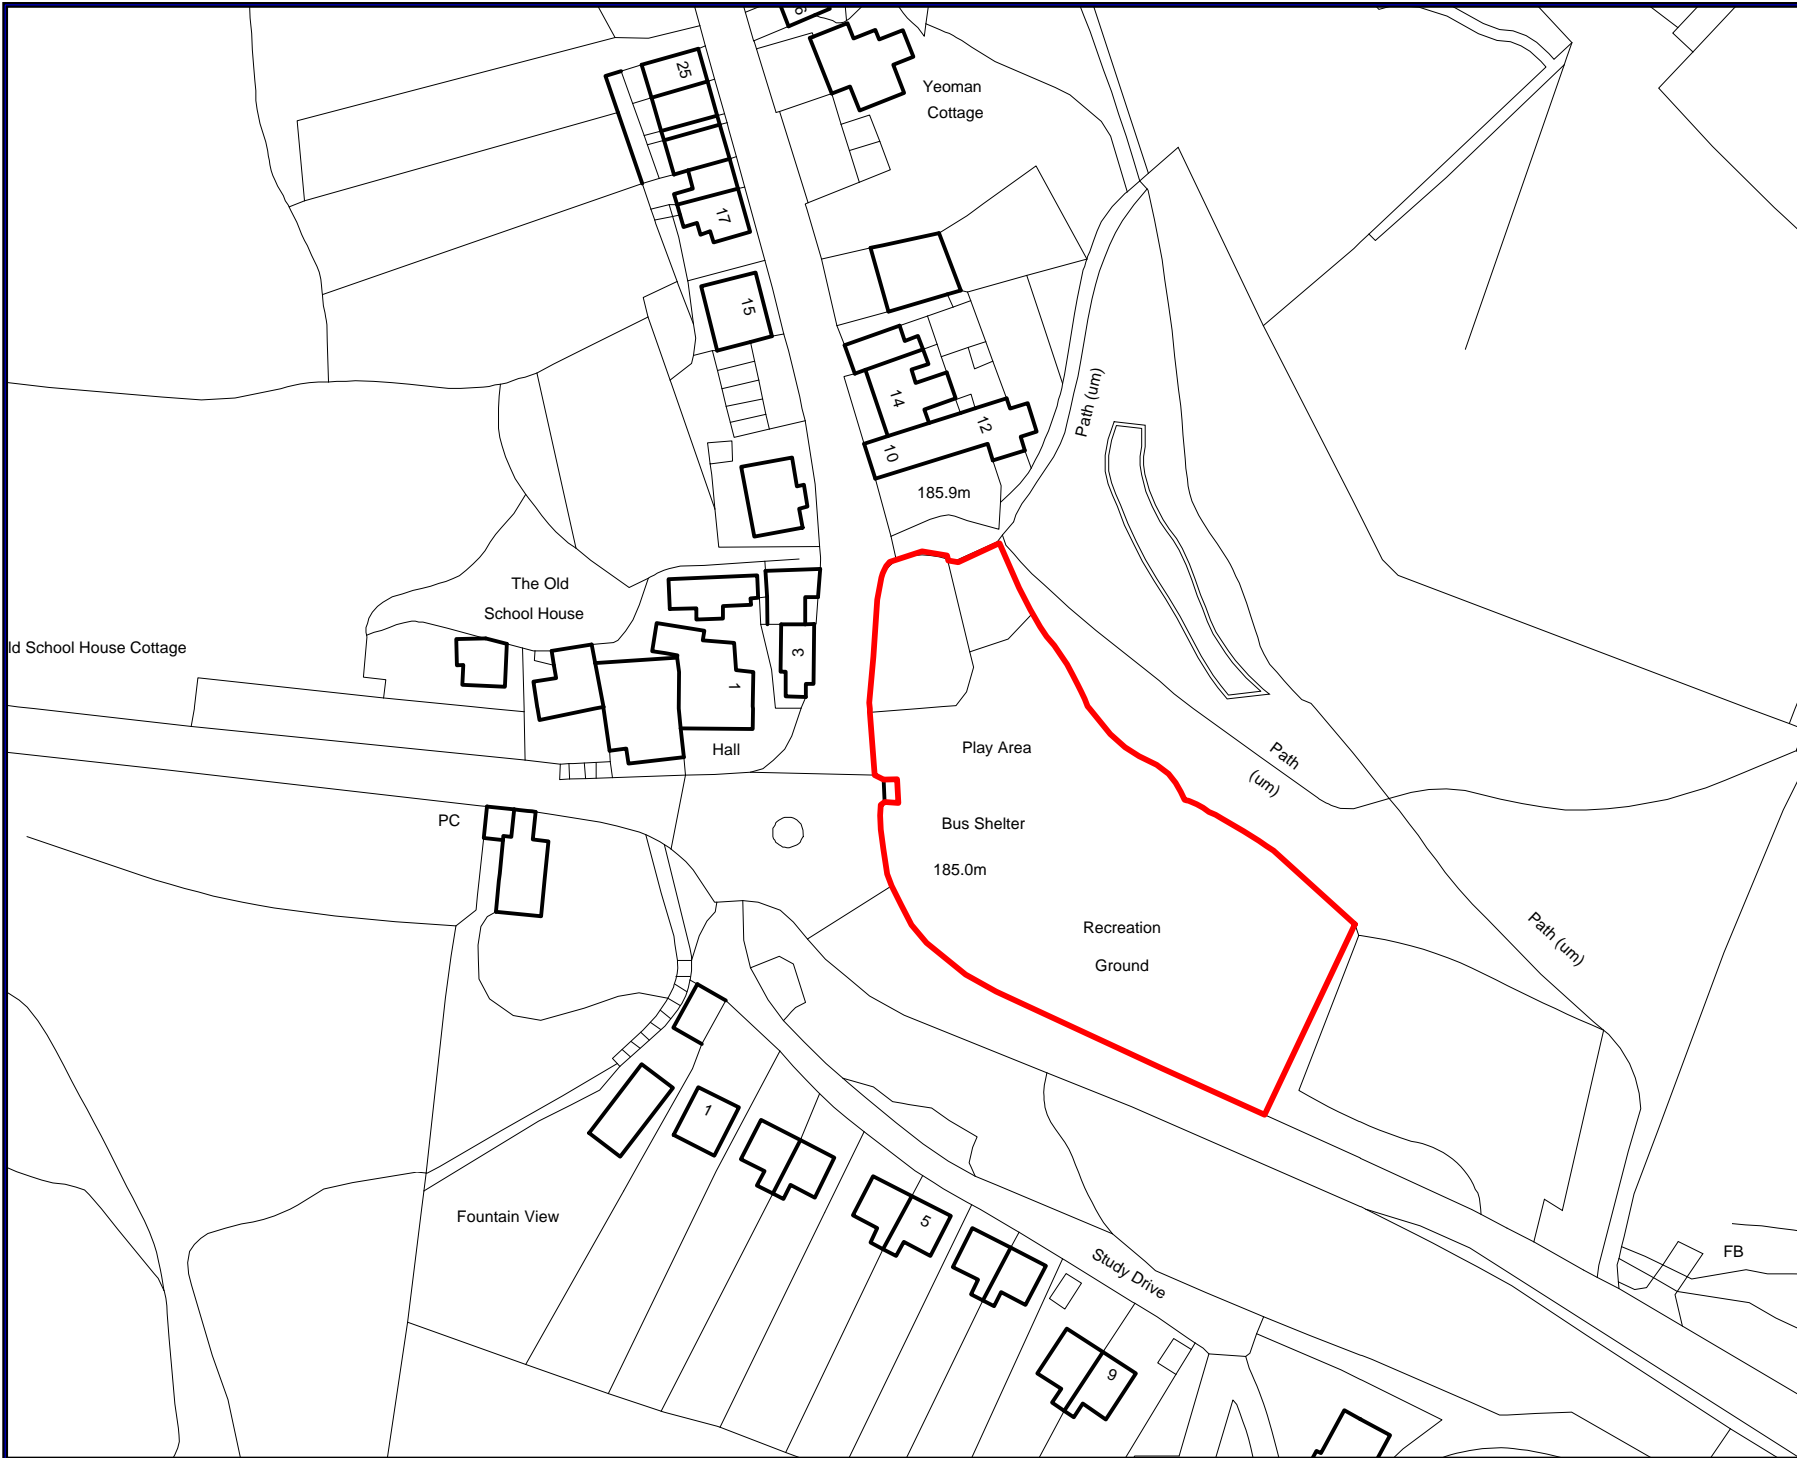 25
Yeoman
Cottage
17
15
14
12
10
Path (um)
185.9m
The Old
School House
ld School House Cottage
3
1
Hall
Play Area
Path
(um)
PC
Bus Shelter
185.0m
Recreation
Ground
Path (um)
1
Fountain View
5
Study Drive
FB
9